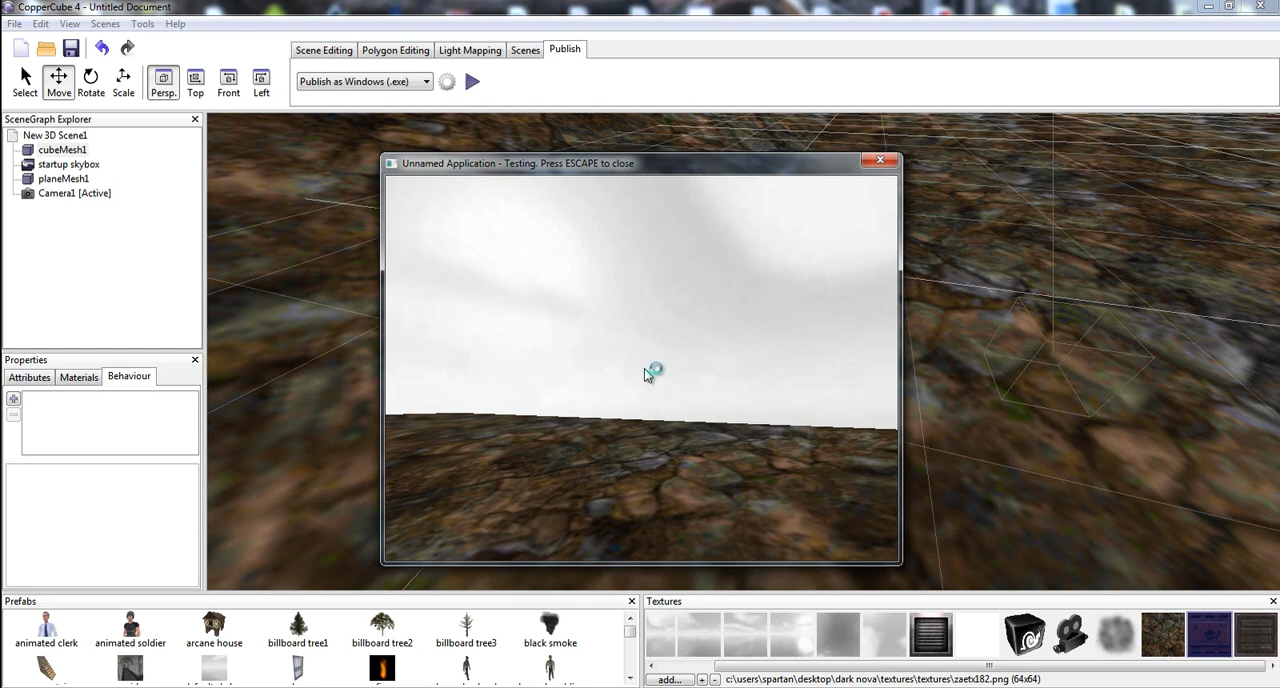 CopperCube 4 - Untitled Document
File Edit View Scenes Tools Help
Scene Editing Polygon Editing Light Mapping Scenes Publish
Select Move Rotate Scale Persp. Top Front Left
Publish as Windows (.exe)
SceneGraph Explorer
New 3D Scene1
cubeMesh1
startup skybox
planeMesh1
Camera1 [Active]
Unnamed Application - Testing. Press ESCAPE to close
Properties
Attributes Materials Behaviour
Prefabs
animated clerk animated soldier arcane house billboard tree1 billboard tree2 billboard tree3 black smoke
Textures
add... + - c:\users\spartan\desktop\dark nova\textures\textures\zaetx182.png (64x64)